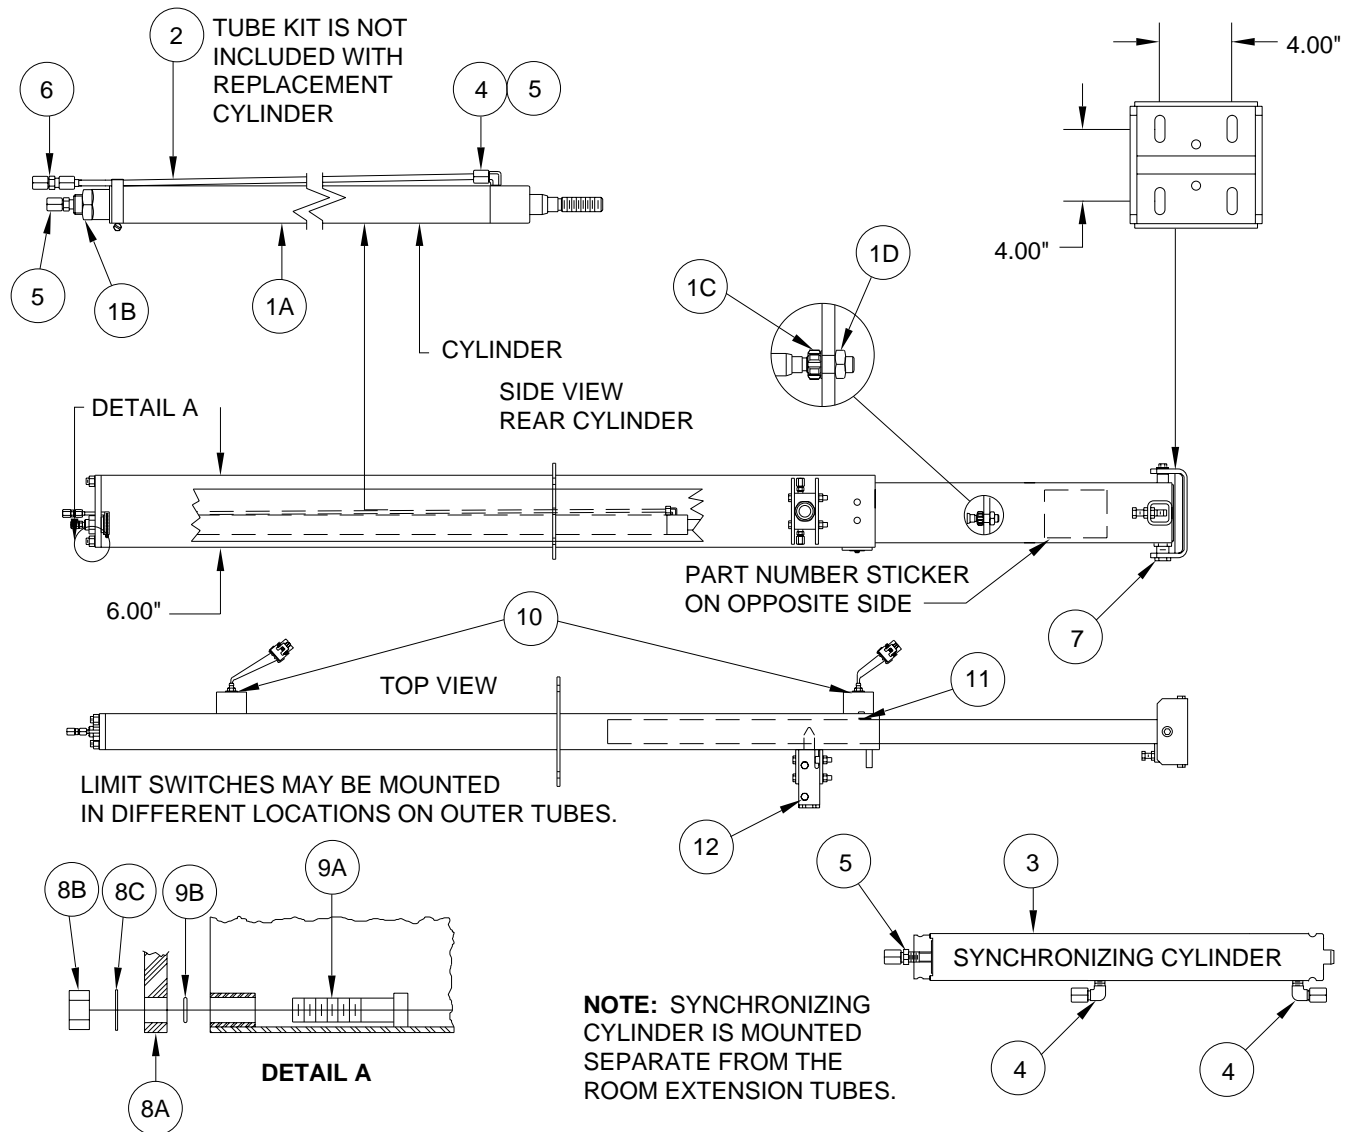 2
TUBE KIT IS NOT
INCLUDED WITH
REPLACEMENT
CYLINDER
6
4
5
4.00"
4.00"
5
1B
1A
1C
1D
CYLINDER
SIDE VIEW
REAR CYLINDER
DETAIL A
6.00"
PART NUMBER STICKER
ON OPPOSITE SIDE
7
10
TOP VIEW
11
LIMIT SWITCHES MAY BE MOUNTED
IN DIFFERENT LOCATIONS ON OUTER TUBES.
12
5
3
8B
8C
9B
9A
SYNCHRONIZING CYLINDER
NOTE: SYNCHRONIZING
CYLINDER IS MOUNTED
SEPARATE FROM THE
ROOM EXTENSION TUBES.
4
4
DETAIL A
8A